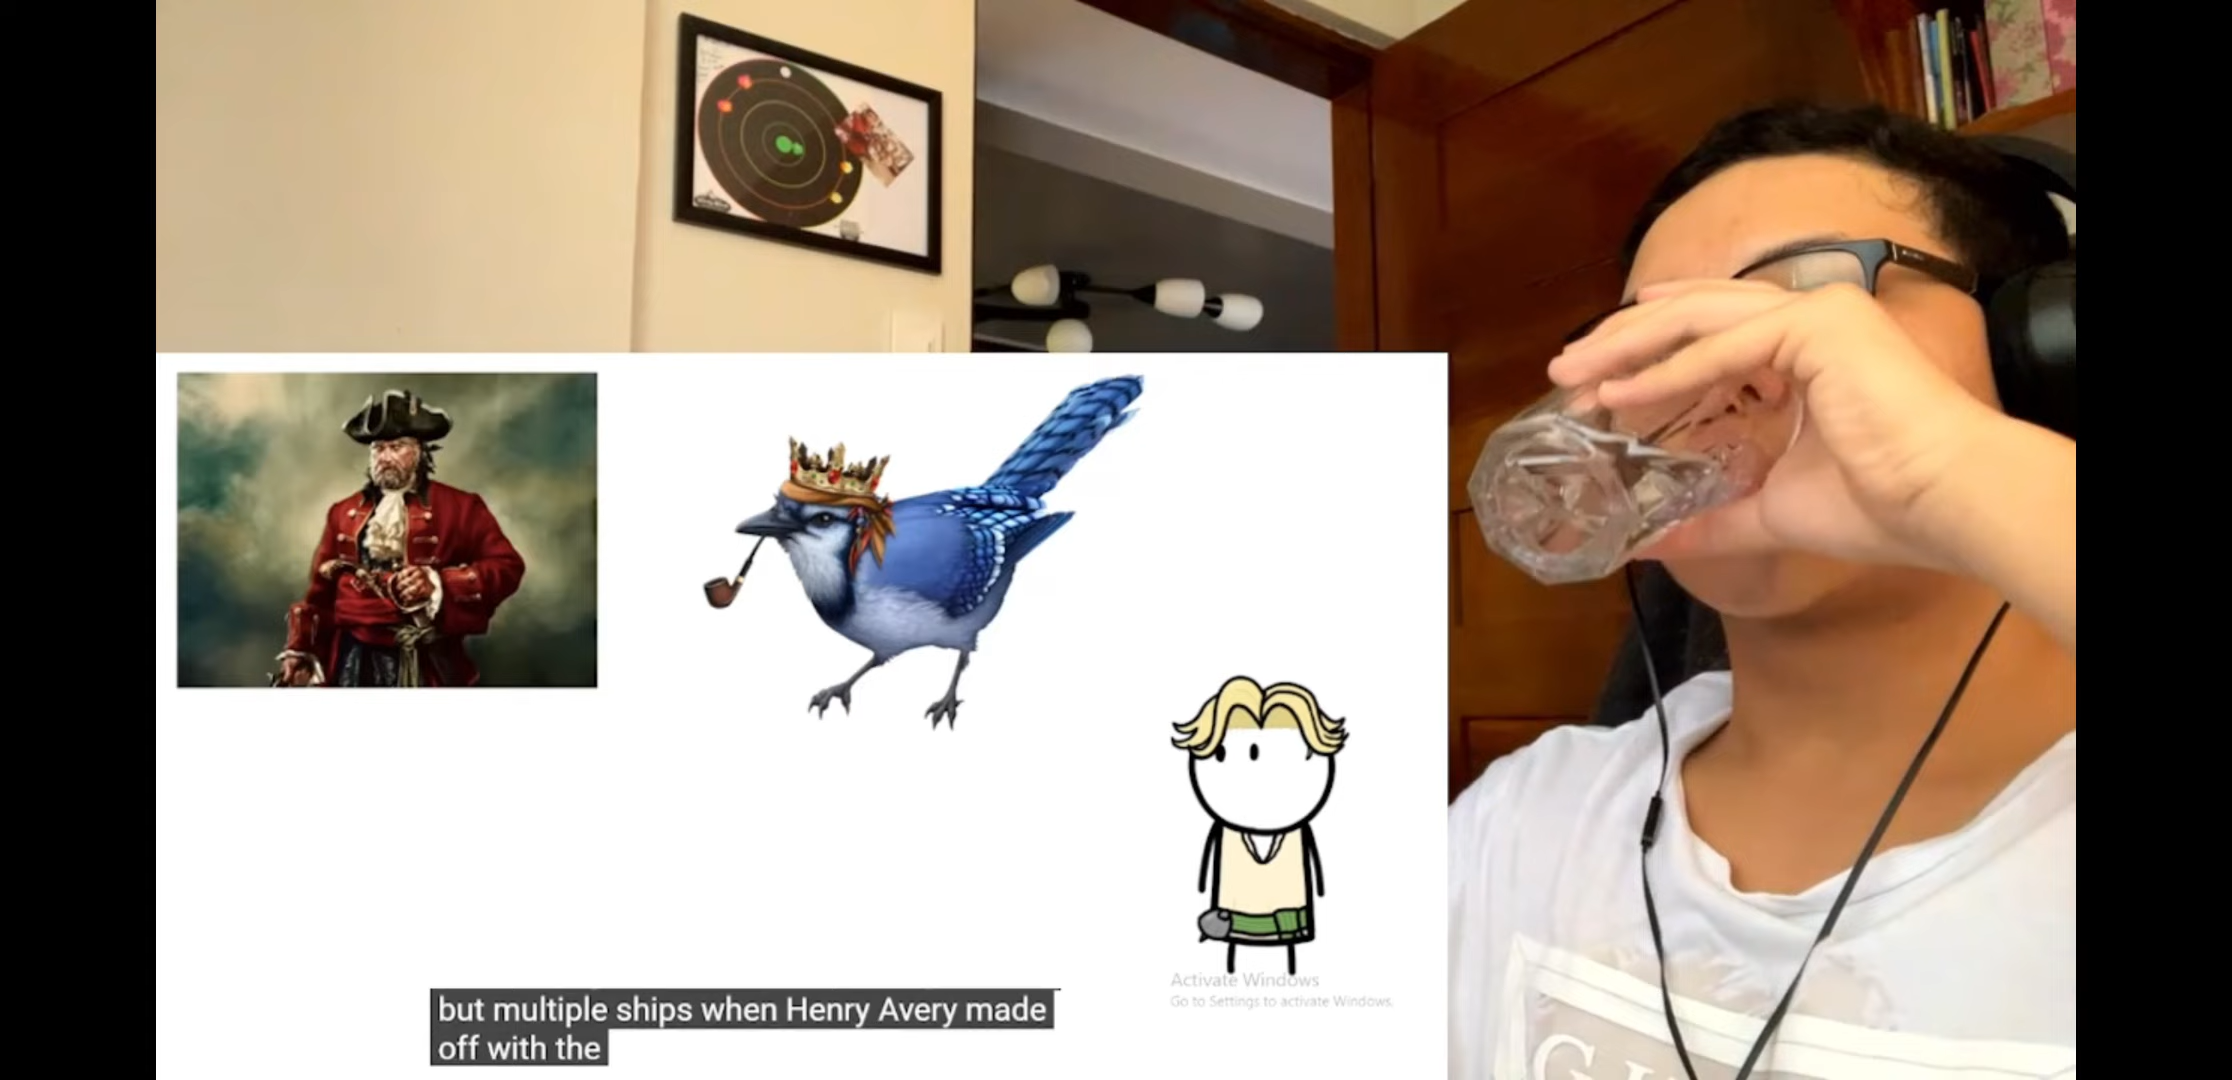 Activate Windows
Go to Settings to activate Windows.
but multiple ships when Henry Avery made
off with the